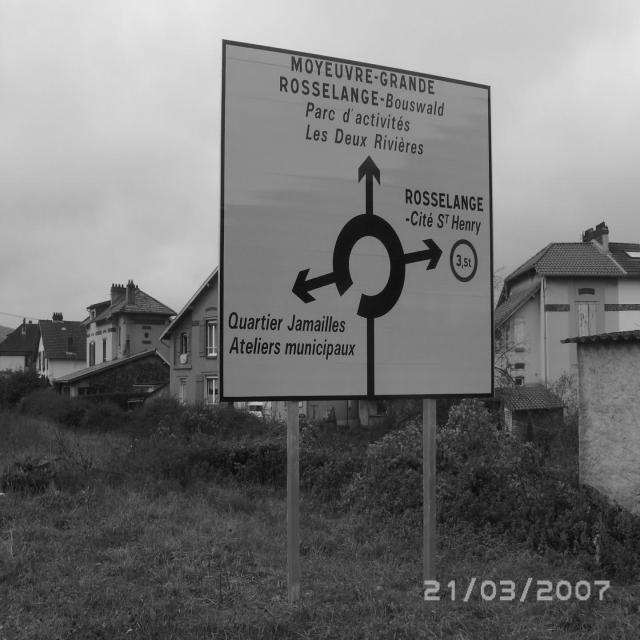 MOYEUVRE-GRANDE
ROSSELANGE-Bouswald
Parc d'activités
Les Deux Rivières
ROSSELANGE
-Cité Sᵀ Henry
3,5t
Quartier Jamailles
Ateliers municipaux
21/03/2007